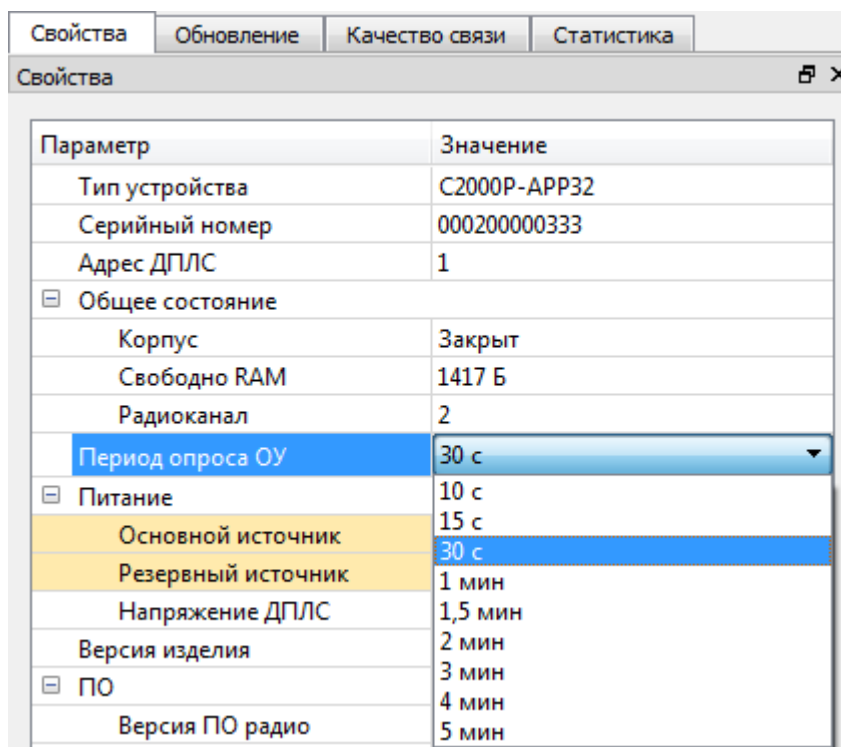 Свойства Обновление Качество связи Статистика
Свойства
Параметр Значение
Тип устройства С2000Р-АРР32
Серийный номер 000200000333
Адрес ДПЛС 1
Общее состояние
Корпус Закрыт
Свободно RAM 1417 Б
Радиоканал 2
Период опроса ОУ 30 с
10 с
Питание
15 с
Основной источник
30 с
Резервный источник
1 мин
Напряжение ДПЛС 1,5 мин
Версия изделия 2 мин
ПО 3 мин
4 мин
Версия ПО радио 5 мин